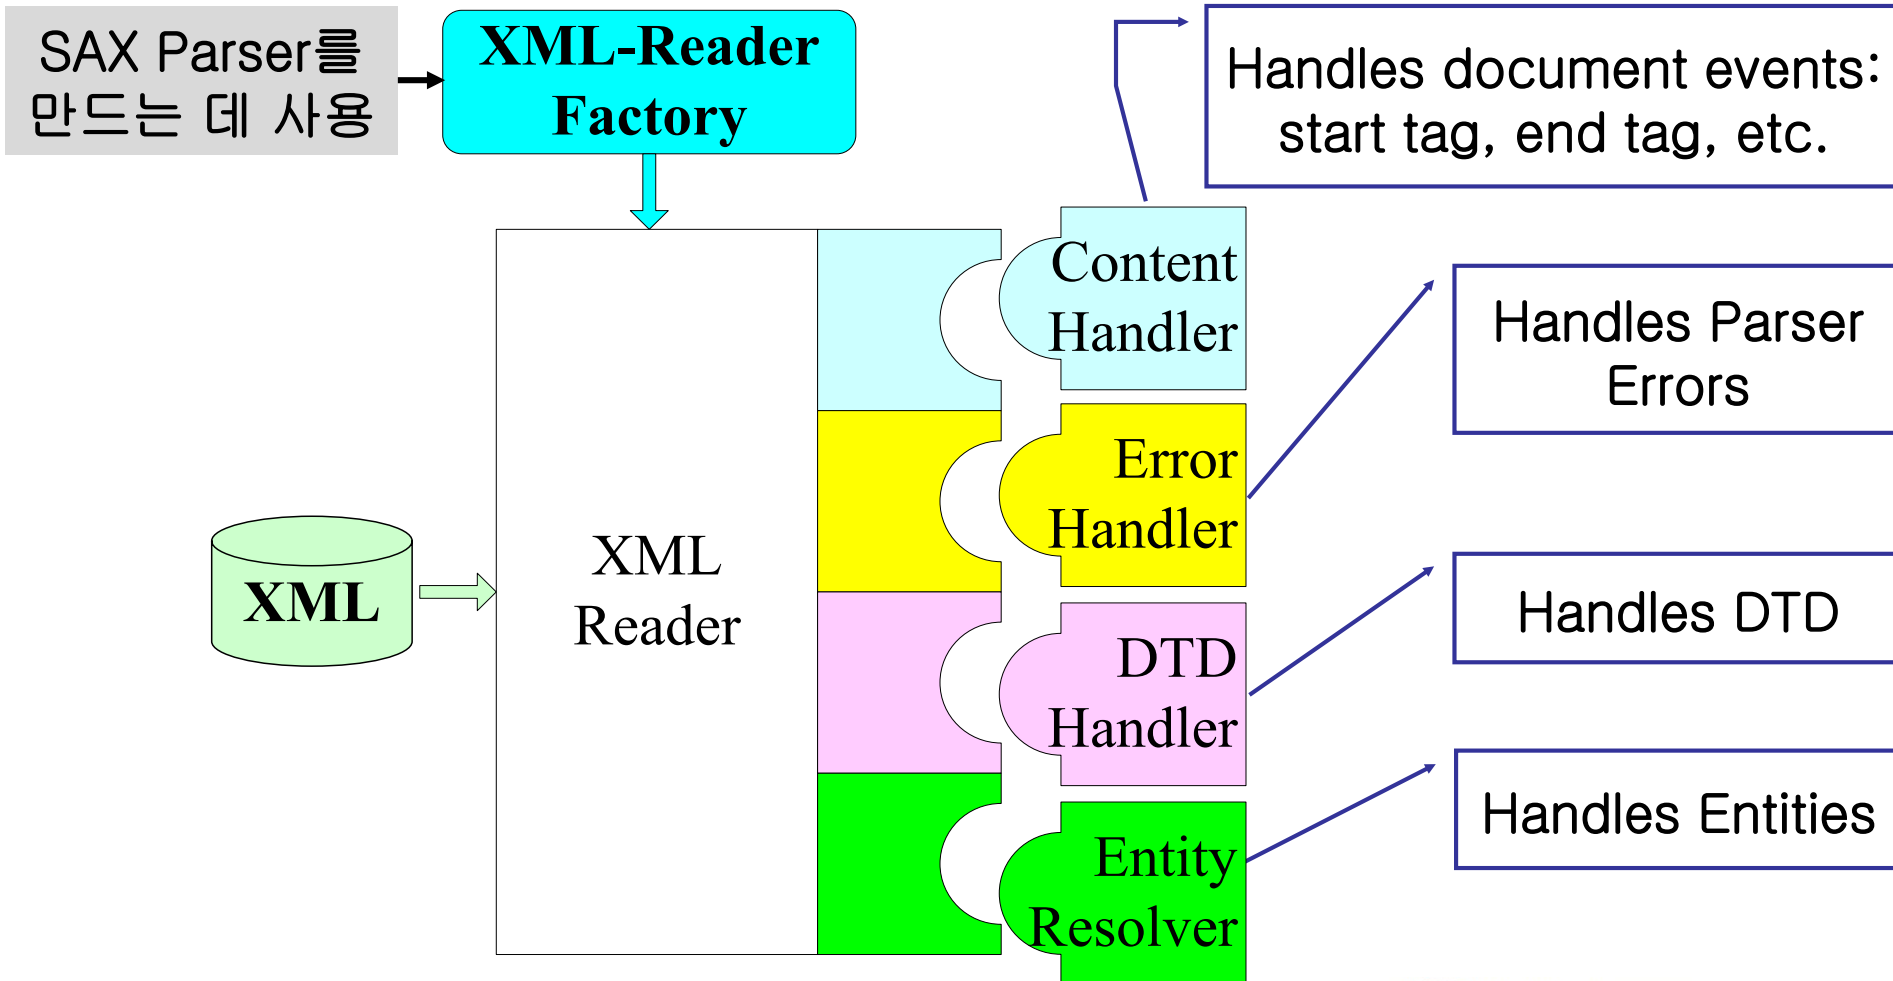 SAX Parser를
만드는 데 사용
XML-Reader
Factory
Handles document events:
start tag, end tag, etc.
Content
Handler
Handles Parser
Errors
Error
Handler
XML
XML
Reader
Handles DTD
DTD
Handler
Handles Entities
Entity
Resolver